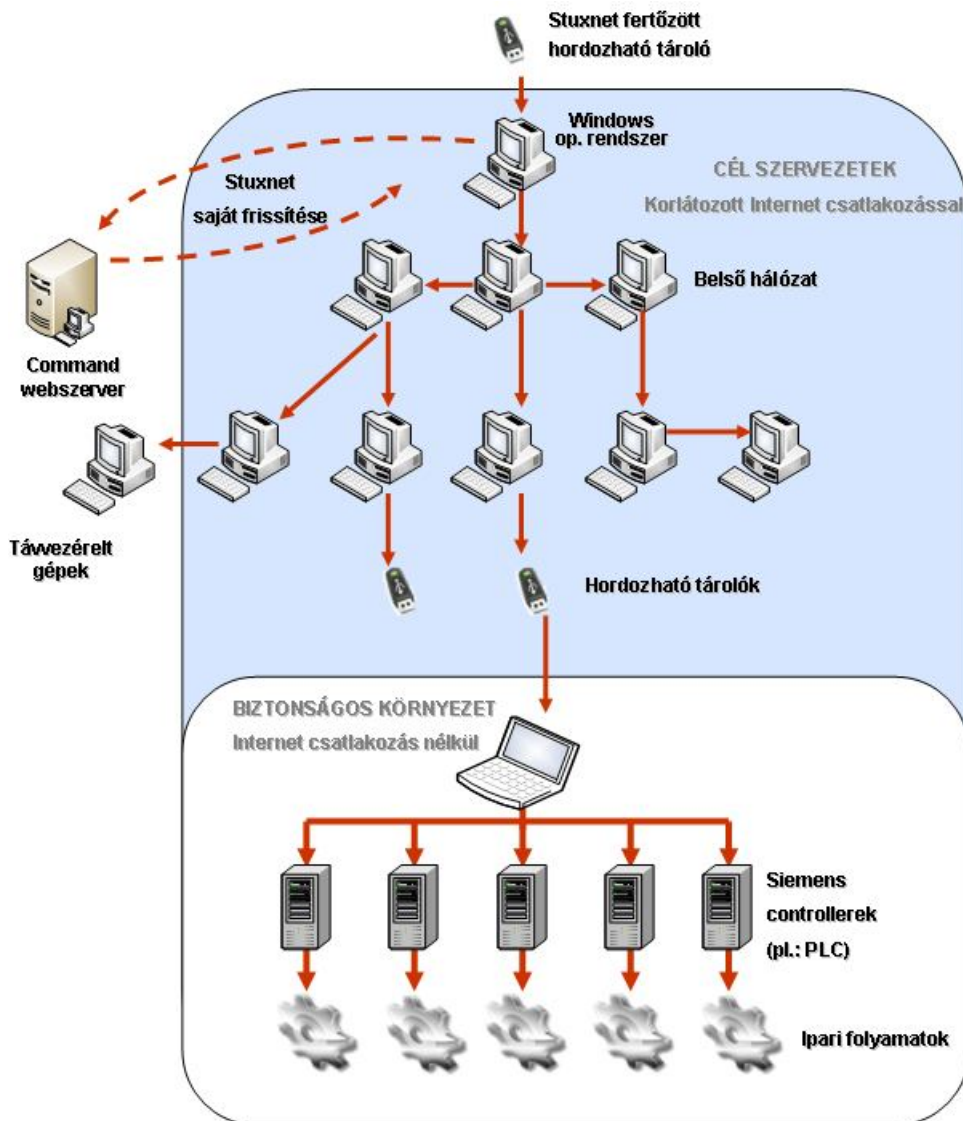 Stuxnet fertőzött
hordozható tároló
Windows
op. rendszer
CÉL SZERVEZETEK
Korlátozott Internet csatlakozással
Stuxnet
saját frissítése
Belső hálózat
Command
webszerver
Távvezérelt
gépek
Hordozható tárolók
BIZTONSÁGOS KÖRNYEZET
Internet csatlakozás nélkül
Siemens
controllerek
(pl.: PLC)
Ipari folyamatok